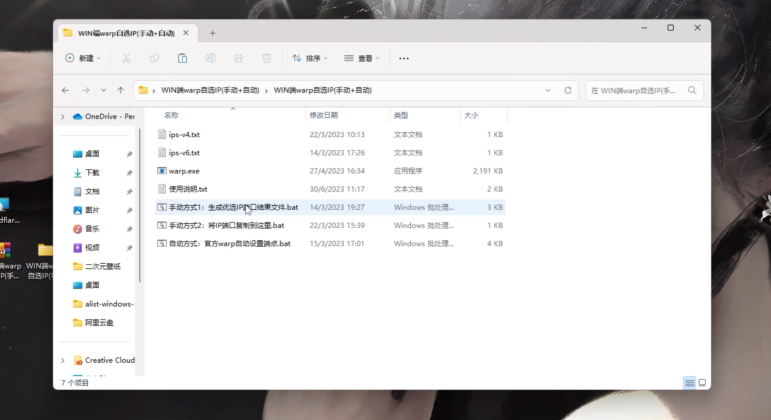 WIN端warp自选IP(手动+自动)
新建
排序
查看
WIN端warp自选IP(手动+自动) › WIN端warp自选IP(手动+自动)
在 WIN端warp自选IP(手...
名称 修改日期 类型 大小
OneDrive - Per
桌面
下载
文档
图片
音乐
视频
二次元壁纸
桌面
alist-windows-
阿里云盘
Creative Cloud
ips-v4.txt 22/3/2023 10:13 文本文档 1 KB
ips-v6.txt 14/3/2023 17:26 文本文档 1 KB
warp.exe 27/4/2023 16:34 应用程序 2,191 KB
使用说明.txt 30/6/2023 11:17 文本文档 2 KB
手动方式1：生成优选IP端口结果文件.bat 14/3/2023 19:27 Windows 批处理... 3 KB
手动方式2：将IP端口复制到这里.bat 22/3/2023 15:39 Windows 批处理... 1 KB
自动方式：官方warp自动设置端点.bat 15/3/2023 17:01 Windows 批处理... 4 KB
7 个项目
dflar...
端warp
IP(手...
WIN端wa
自选IP(手